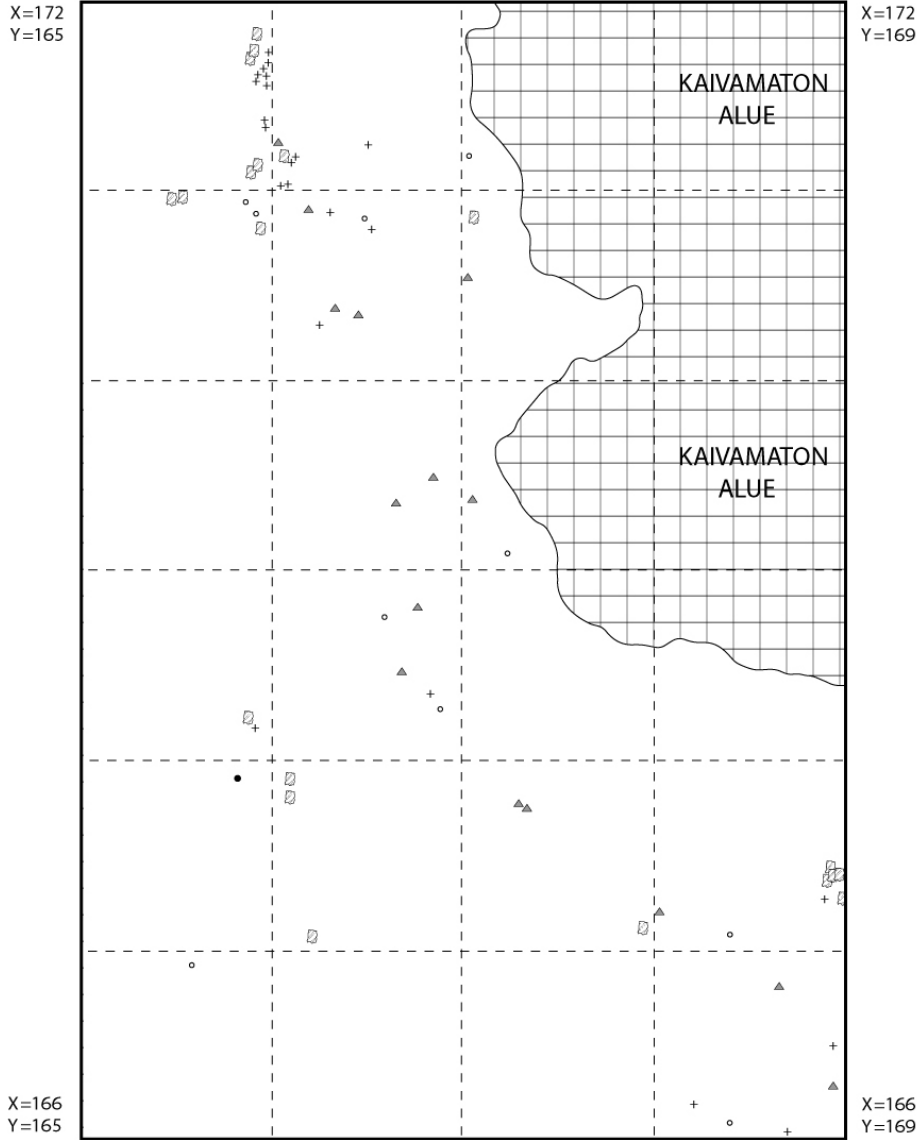 X=172
Y=165
X=172
Y=169
KAIVAMATON
ALUE
KAIVAMATON
ALUE
X=166
Y=165
X=166
Y=169